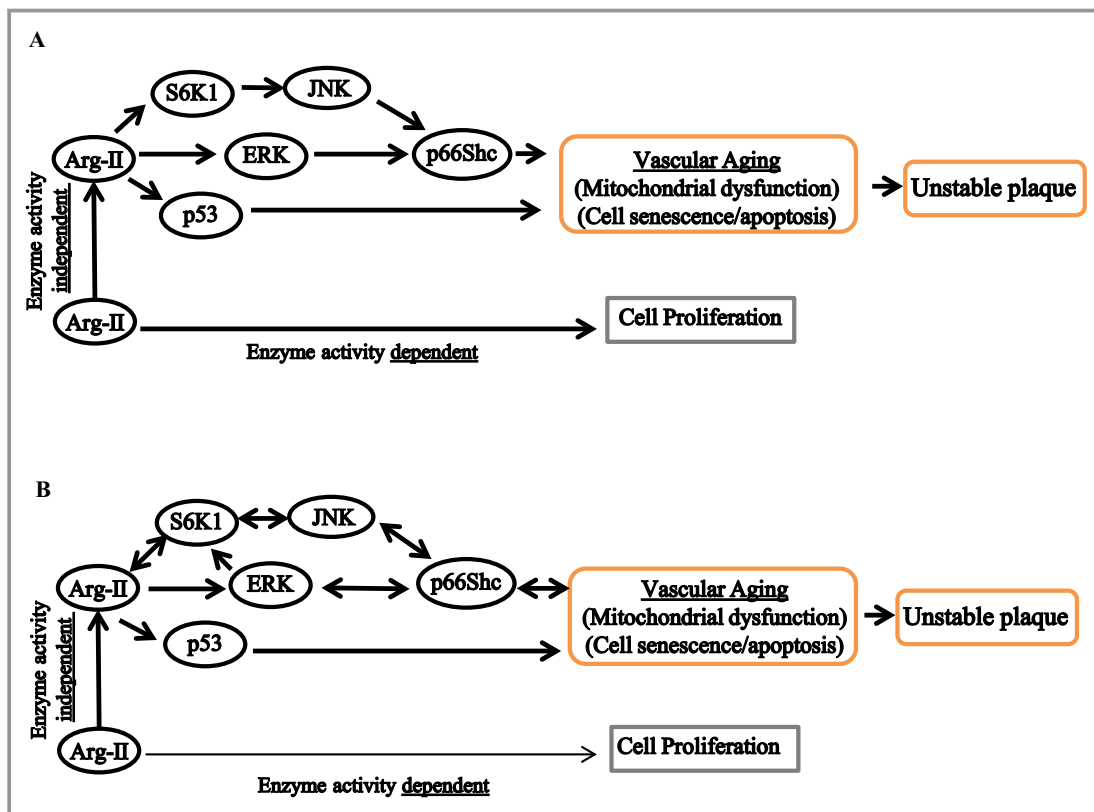 A
S6K1
JNK
Arg-II
ERK
p66Shc
p53
Vascular Aging
(Mitochondrial dysfunction)
(Cell senescence/apoptosis)
Unstable plaque
Enzyme activity
independent
Arg-II
Cell Proliferation
Enzyme activity dependent
B
S6K1
JNK
Arg-II
ERK
p66Shc
p53
Vascular Aging
(Mitochondrial dysfunction)
(Cell senescence/apoptosis)
Unstable plaque
Enzyme activity
independent
Arg-II
Cell Proliferation
Enzyme activity dependent